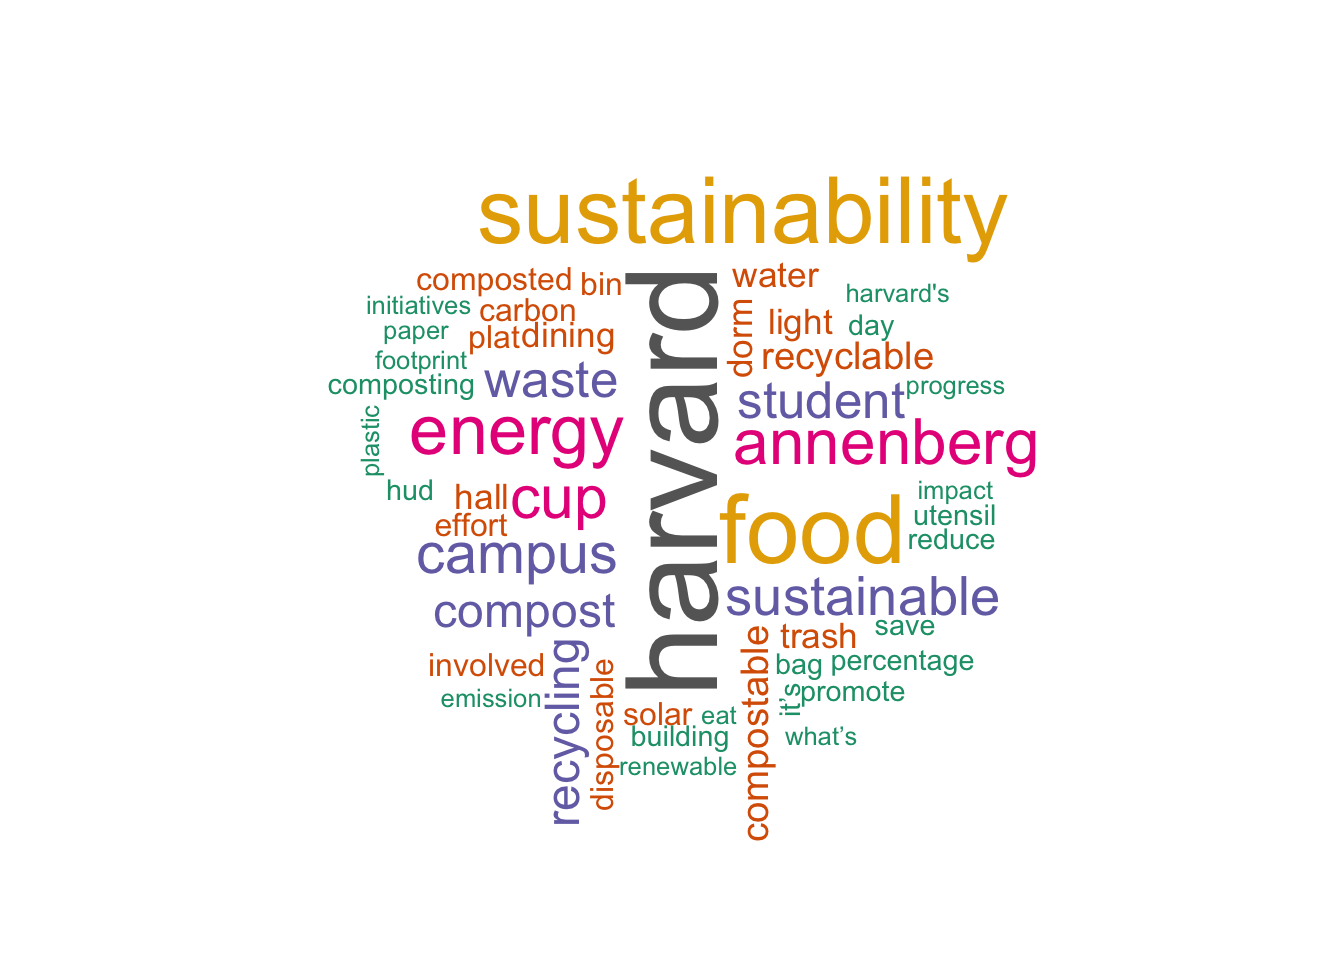 sustainability
composted
bin
harvard
water
initiatives
carbon
harvard's
paper
plat
dining
dorm
light
day
footprint
recyclable
composting
waste
student
progress
plastic
energy
annenberg
hud
hall
cup
food
impact
effort
utensil
campus
reduce
compost
sustainable
save
recycling
trash
involved
disposable
compostable
bag
percentage
emission
it’s
promote
solar
eat
building
what’s
renewable